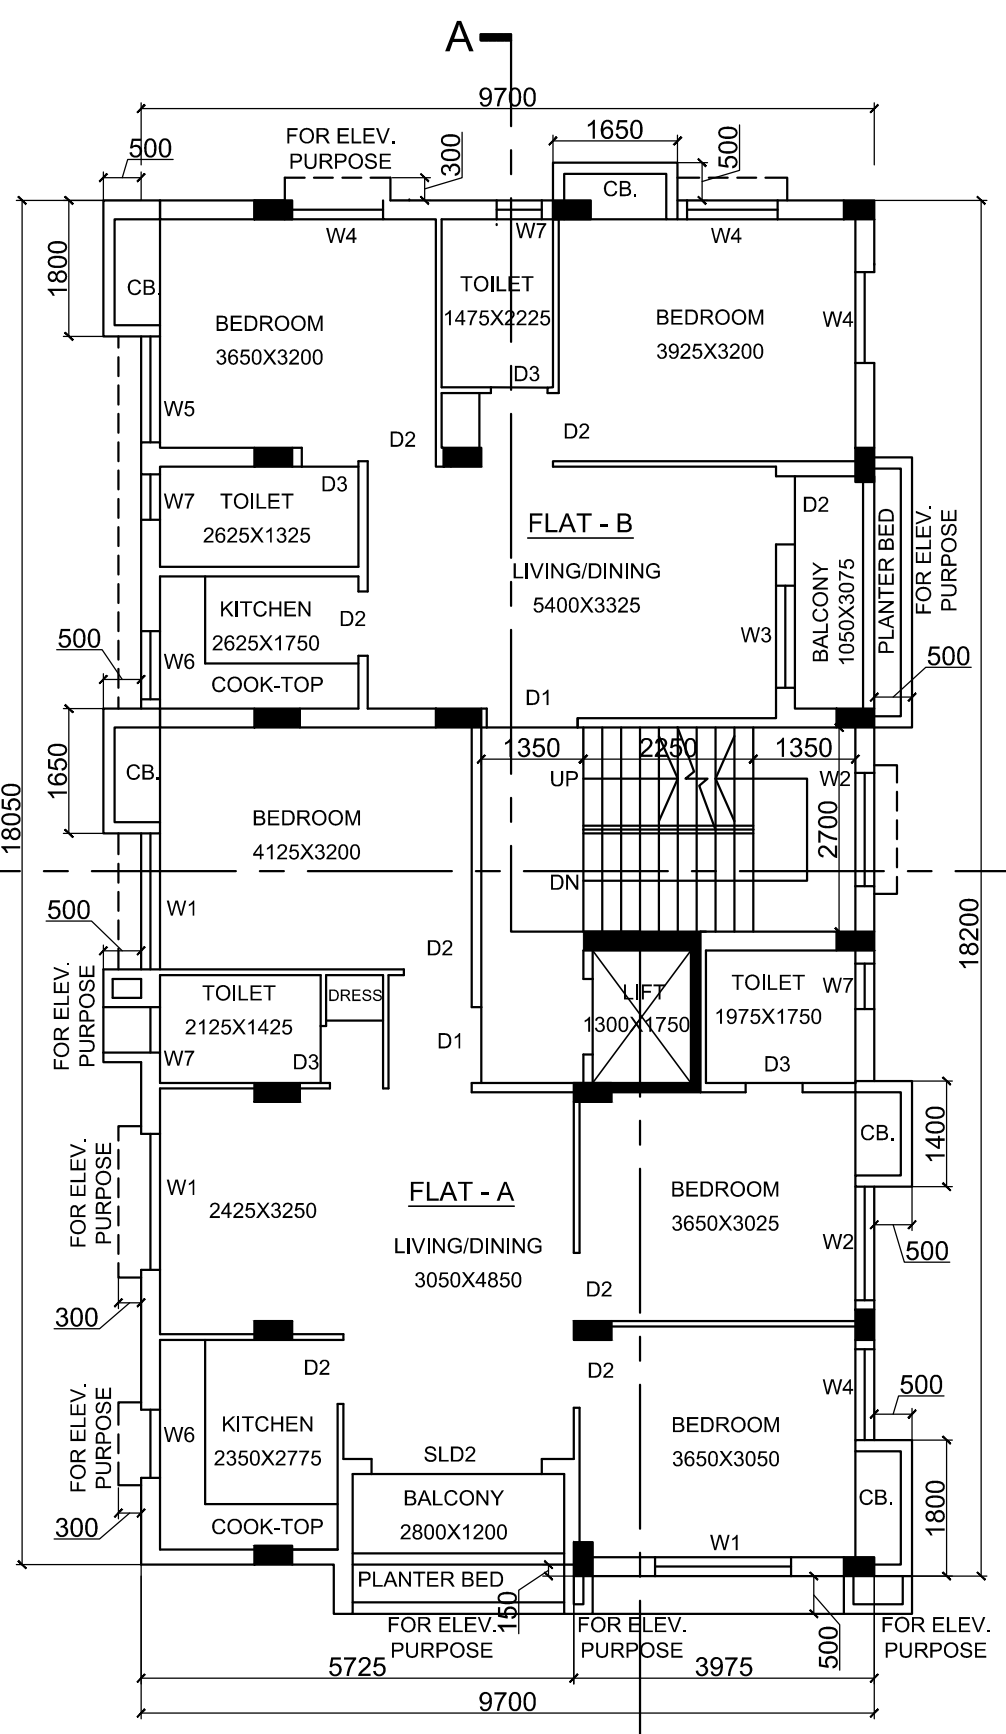 A
9700
FOR ELEV.
PURPOSE
500
300
1650
500
CB.
W4
W7
W4
1800
CB.
TOILET
1475X2225
BEDROOM
3650X3200
BEDROOM
3925X3200
W4
D3
W5
D2
D2
W7
TOILET
2625X1325
D3
FLAT - B
D2
BALCONY
1050X3075
PLANTER BED
FOR ELEV.
PURPOSE
LIVING/DINING
5400X3325
KITCHEN
2625X1750
D2
W3
500
W6
COOK-TOP
500
D1
1350
2250
1350
1650
CB.
UP
W2
BEDROOM
4125X3200
2700
18050
DN
W1
500
D2
18200
FOR ELEV.
PURPOSE
TOILET
2125X1425
DRESS
LIFT
1300X1750
TOILET
1975X1750
W7
W7
D3
D1
D3
CB.
1400
FOR ELEV.
PURPOSE
W1
2425X3250
FLAT - A
BEDROOM
3650X3025
LIVING/DINING
3050X4850
W2
500
D2
300
D2
D2
W4
500
FOR ELEV.
PURPOSE
W6
KITCHEN
2350X2775
BEDROOM
3650X3050
SLD2
CB.
1800
BALCONY
2800X1200
300
COOK-TOP
W1
PLANTER BED
150
500
FOR ELEV.
PURPOSE
FOR ELEV.
PURPOSE
FOR ELEV.
PURPOSE
5725
3975
9700